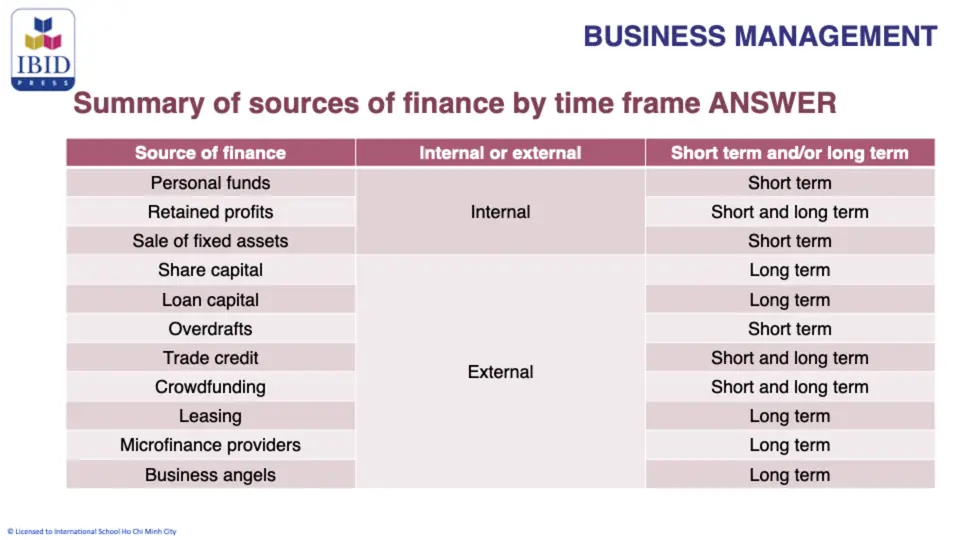 IBID
PRESS
BUSINESS MANAGEMENT
Summary of sources of finance by time frame ANSWER
Source of finance Internal or external Short term and/or long term
Personal funds Short term
Retained profits Internal Short and long term
Sale of fixed assets Short term
Share capital Long term
Loan capital Long term
Overdrafts Short term
Trade credit Short and long term
External
Crowdfunding Short and long term
Leasing Long term
Microfinance providers Long term
Business angels Long term
© Licensed to International School Ho Chi Minh City